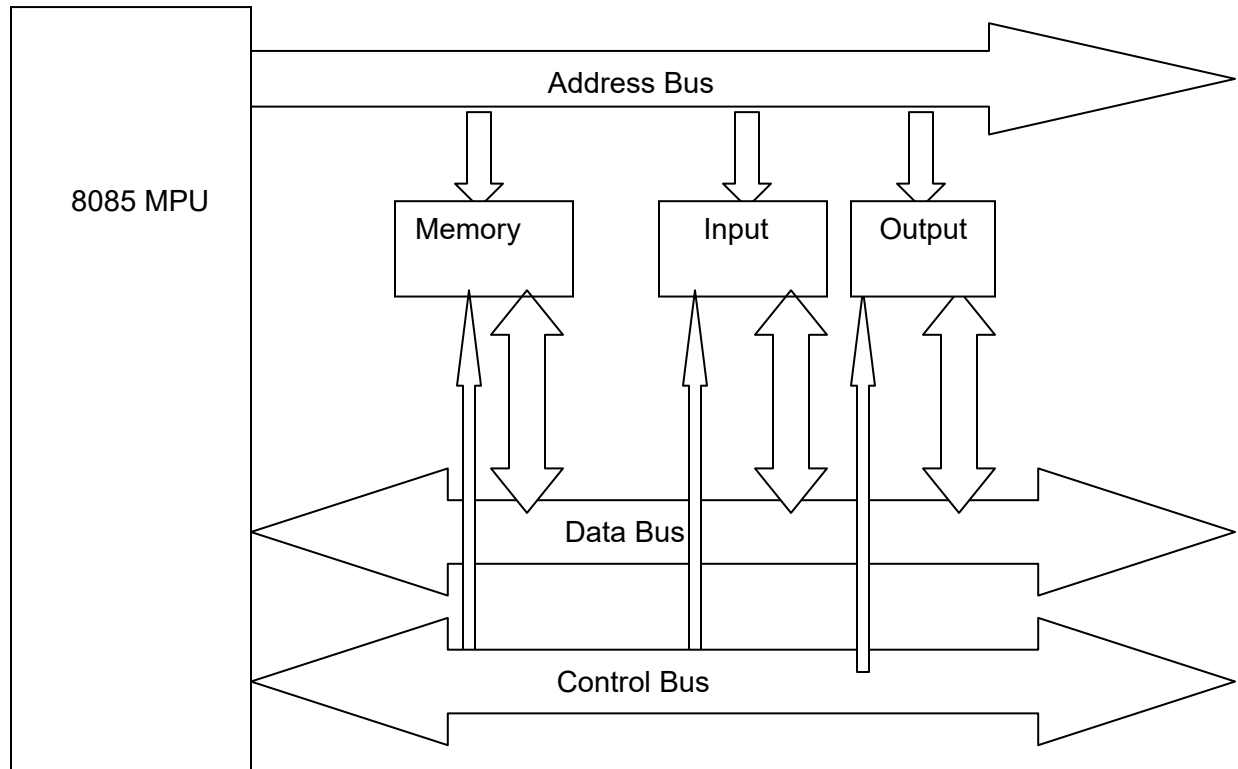 Address Bus
8085 MPU
Memory
Input
Output
Data Bus
Control Bus